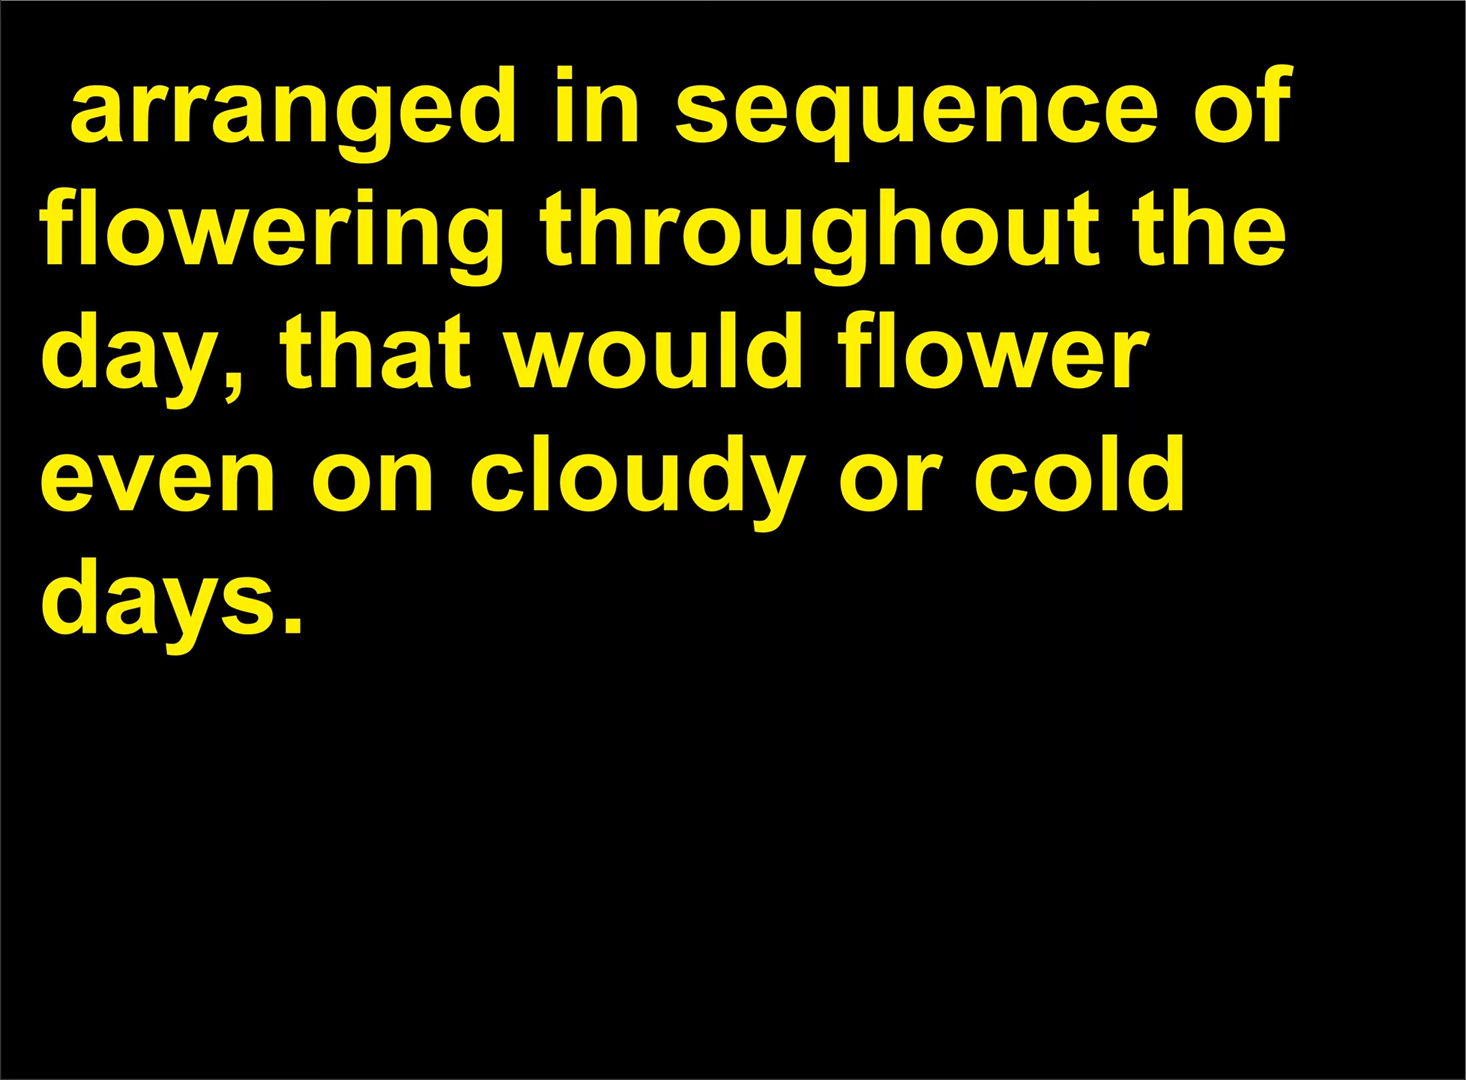 arranged in sequence of
flowering throughout the
day, that would flower
even on cloudy or cold
days.